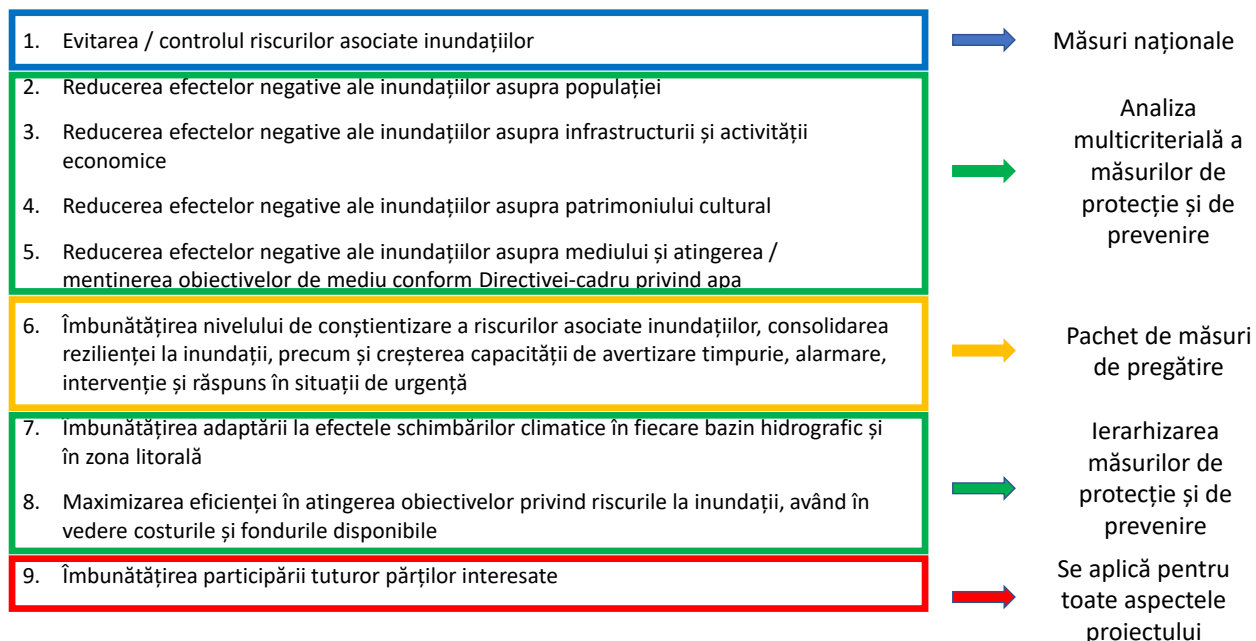 1. Evitarea / controlul riscurilor asociate inundațiilor
Măsuri naționale
2. Reducerea efectelor negative ale inundațiilor asupra populației
3. Reducerea efectelor negative ale inundațiilor asupra infrastructurii și activității
economice
4. Reducerea efectelor negative ale inundațiilor asupra patrimoniului cultural
5. Reducerea efectelor negative ale inundațiilor asupra mediului și atingerea /
mentinerea obiectivelor de mediu conform Directivei-cadru privind apa
Analiza
multicriterială a
măsurilor de
protecție și de
prevenire
6. Îmbunătățirea nivelului de conștientizare a riscurilor asociate inundațiilor, consolidarea
rezilienței la inundații, precum și creșterea capacității de avertizare timpurie, alarmare,
intervenție și răspuns în situații de urgență
Pachet de măsuri
de pregătire
7. Îmbunătățirea adaptării la efectele schimbărilor climatice în fiecare bazin hidrografic și
în zona litorală
8. Maximizarea eficienței în atingerea obiectivelor privind riscurile la inundații, având în
vedere costurile și fondurile disponibile
Ierarhizarea
măsurilor de
protecție și de
prevenire
9. Îmbunătățirea participării tuturor părților interesate
Se aplică pentru
toate aspectele
proiectului